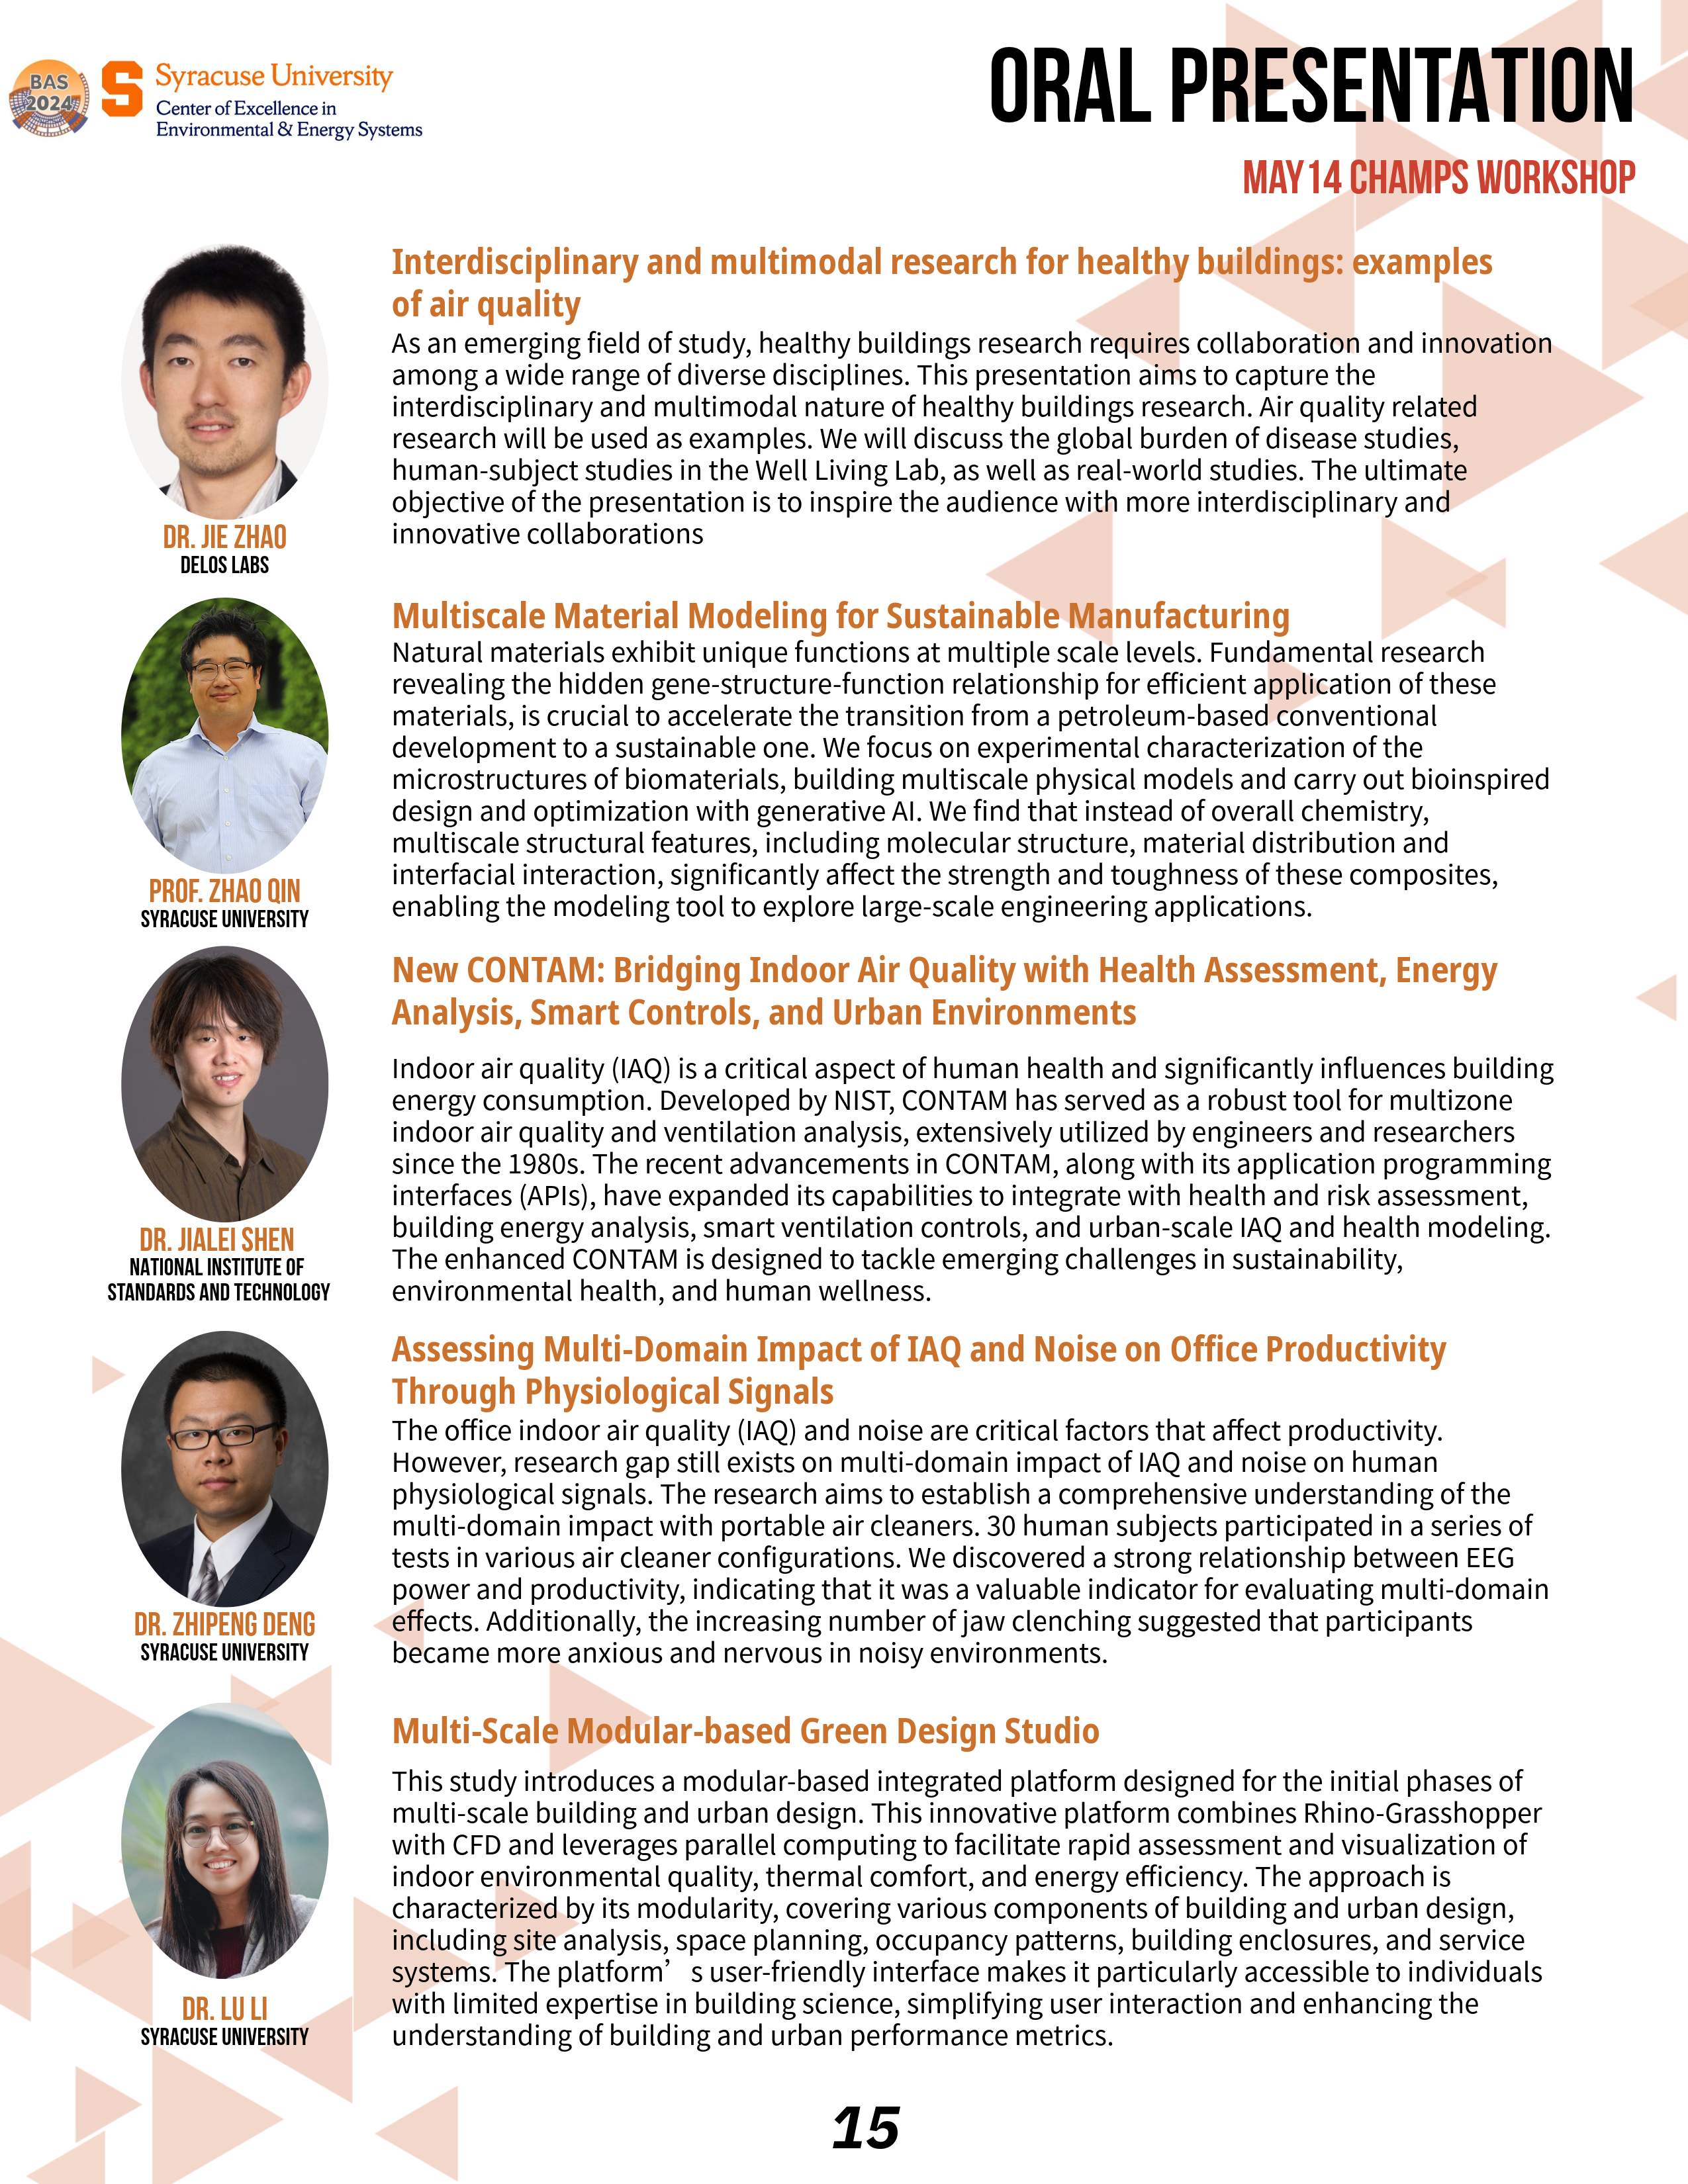 BAS
2024
S
Syracuse University
Center of Excellence in
Environmental & Energy Systems
ORAL PRESENTATION
MAY14 CHAMPS WORKSHOP
Interdisciplinary and multimodal research for healthy buildings: examples
of air quality
As an emerging field of study, healthy buildings research requires collaboration and innovation
among a wide range of diverse disciplines. This presentation aims to capture the
interdisciplinary and multimodal nature of healthy buildings research. Air quality related
research will be used as examples. We will discuss the global burden of disease studies,
human-subject studies in the Well Living Lab, as well as real-world studies. The ultimate
objective of the presentation is to inspire the audience with more interdisciplinary and
innovative collaborations
DR. JIE ZHAO
DELOS LABS
Multiscale Material Modeling for Sustainable Manufacturing
Natural materials exhibit unique functions at multiple scale levels. Fundamental research
revealing the hidden gene-structure-function relationship for efficient application of these
materials, is crucial to accelerate the transition from a petroleum-based conventional
development to a sustainable one. We focus on experimental characterization of the
microstructures of biomaterials, building multiscale physical models and carry out bioinspired
design and optimization with generative AI. We find that instead of overall chemistry,
multiscale structural features, including molecular structure, material distribution and
interfacial interaction, significantly affect the strength and toughness of these composites,
enabling the modeling tool to explore large-scale engineering applications.
PROF. ZHAO QIN
SYRACUSE UNIVERSITY
New CONTAM: Bridging Indoor Air Quality with Health Assessment, Energy
Analysis, Smart Controls, and Urban Environments
Indoor air quality (IAQ) is a critical aspect of human health and significantly influences building
energy consumption. Developed by NIST, CONTAM has served as a robust tool for multizone
indoor air quality and ventilation analysis, extensively utilized by engineers and researchers
since the 1980s. The recent advancements in CONTAM, along with its application programming
interfaces (APIs), have expanded its capabilities to integrate with health and risk assessment,
building energy analysis, smart ventilation controls, and urban-scale IAQ and health modeling.
The enhanced CONTAM is designed to tackle emerging challenges in sustainability,
environmental health, and human wellness.
DR. JIALEI SHEN
NATIONAL INSTITUTE OF
STANDARDS AND TECHNOLOGY
Assessing Multi-Domain Impact of IAQ and Noise on Office Productivity
Through Physiological Signals
The office indoor air quality (IAQ) and noise are critical factors that affect productivity.
However, research gap still exists on multi-domain impact of IAQ and noise on human
physiological signals. The research aims to establish a comprehensive understanding of the
multi-domain impact with portable air cleaners. 30 human subjects participated in a series of
tests in various air cleaner configurations. We discovered a strong relationship between EEG
power and productivity, indicating that it was a valuable indicator for evaluating multi-domain
effects. Additionally, the increasing number of jaw clenching suggested that participants
became more anxious and nervous in noisy environments.
DR. ZHIPENG DENG
SYRACUSE UNIVERSITY
Multi-Scale Modular-based Green Design Studio
This study introduces a modular-based integrated platform designed for the initial phases of
multi-scale building and urban design. This innovative platform combines Rhino-Grasshopper
with CFD and leverages parallel computing to facilitate rapid assessment and visualization of
indoor environmental quality, thermal comfort, and energy efficiency. The approach is
characterized by its modularity, covering various components of building and urban design,
including site analysis, space planning, occupancy patterns, building enclosures, and service
systems. The platform’s user-friendly interface makes it particularly accessible to individuals
with limited expertise in building science, simplifying user interaction and enhancing the
understanding of building and urban performance metrics.
DR. LU LI
SYRACUSE UNIVERSITY
15